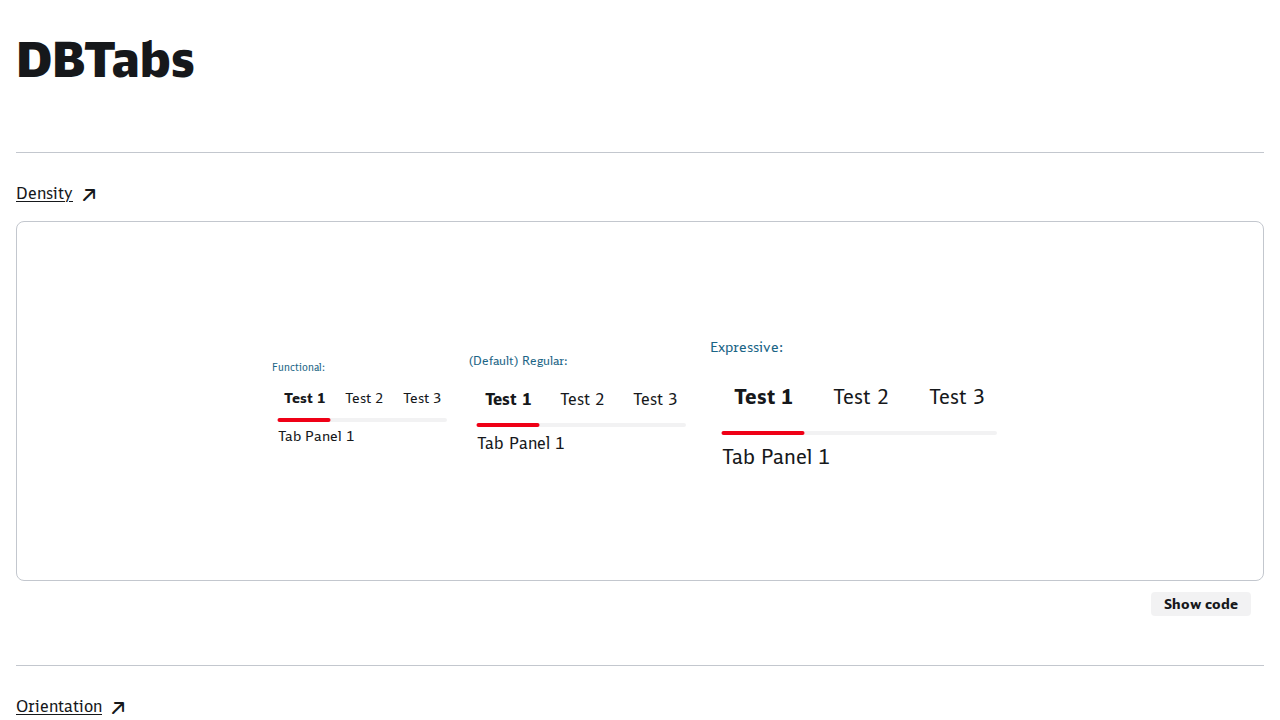 DBTabs
Density
Functional:
Test 1 Test 2 Test 3
Tab Panel 1
(Default) Regular:
Test 1 Test 2 Test 3
Tab Panel 1
Expressive:
Test 1 Test 2 Test 3
Tab Panel 1
Show code
Orientation